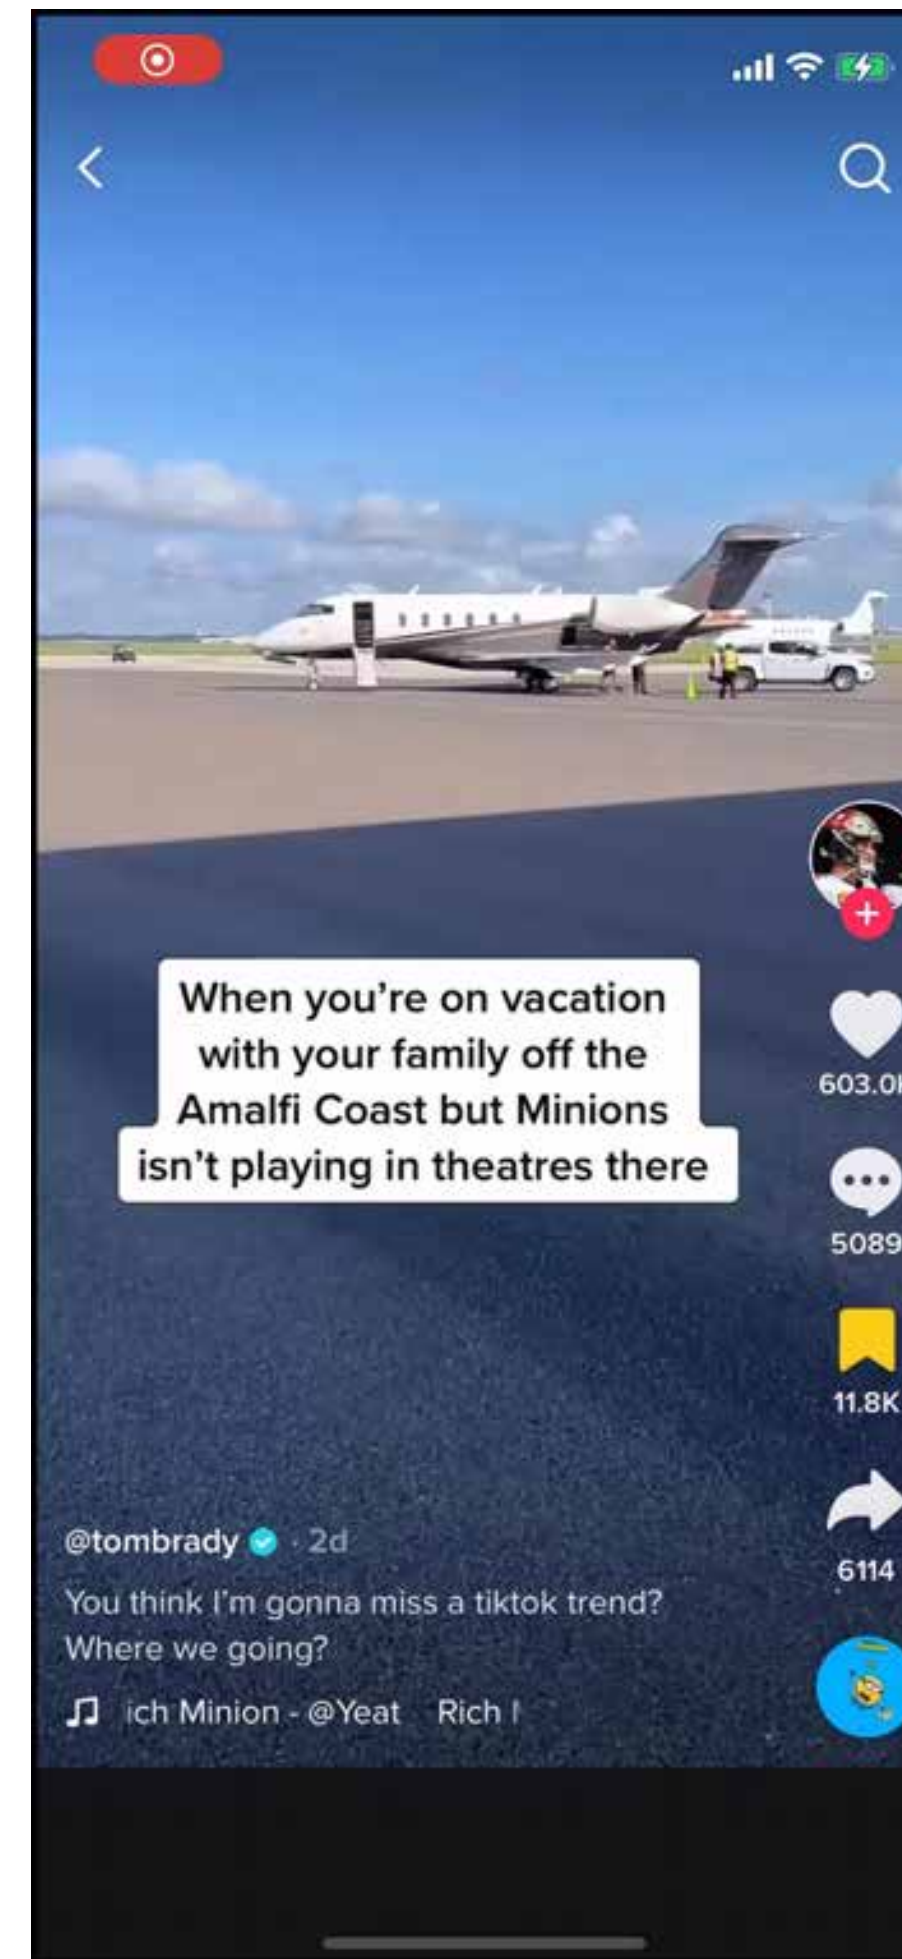 When you're on vacation
with your family off the
Amalfi Coast but Minions
isn't playing in theatres there
603.0
5089
11.8K
6114
@tombrady · 2d
You think I'm gonna miss a tiktok trend?
Where we going?
ich Minion - @Yeat Rich